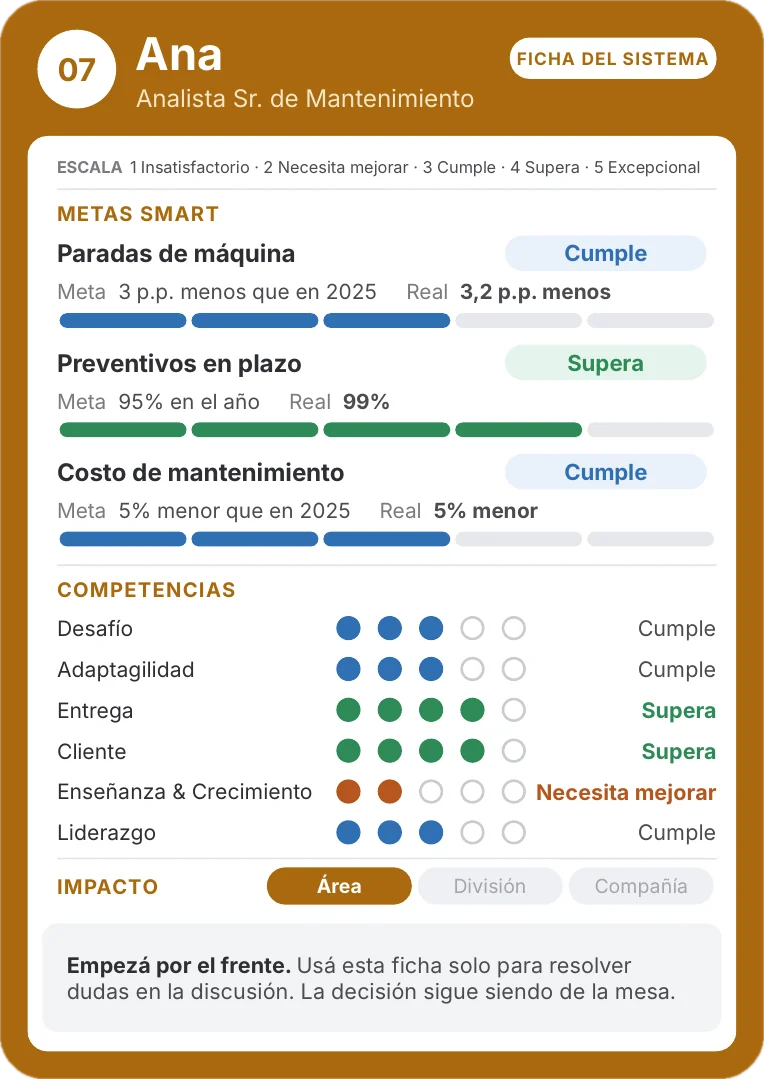 07
Ana
FICHA DEL SISTEMA
Analista Sr. de Mantenimiento
ESCALA 1 Insatisfactorio · 2 Necesita mejorar · 3 Cumple · 4 Supera · 5 Excepcional
METAS SMART
Paradas de máquina Cumple
Meta 3 p.p. menos que en 2025 Real 3,2 p.p. menos
Preventivos en plazo Supera
Meta 95% en el año Real 99%
Costo de mantenimiento Cumple
Meta 5% menor que en 2025 Real 5% menor
COMPETENCIAS
Desafío Cumple
Adaptagilidad Cumple
Entrega Supera
Cliente Supera
Enseñanza & Crecimiento Necesita mejorar
Liderazgo Cumple
IMPACTO Área División Compañía
Empezá por el frente. Usá esta ficha solo para resolver
dudas en la discusión. La decisión sigue siendo de la mesa.